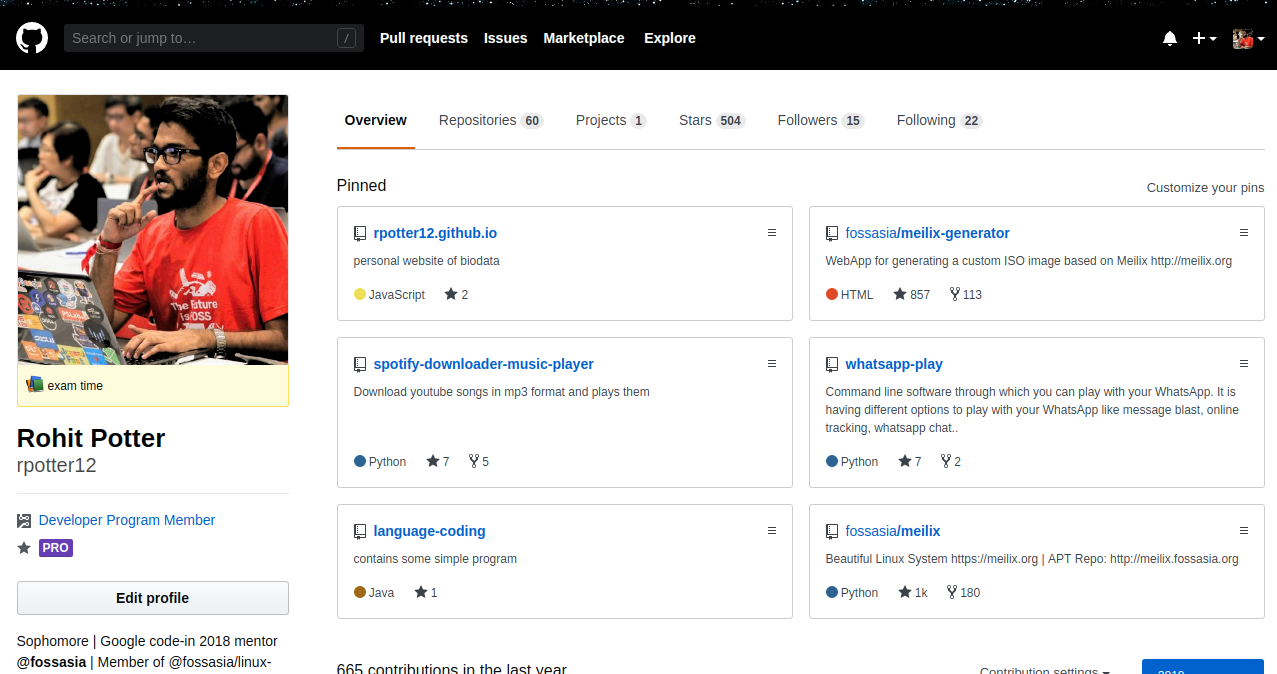 Search or jump to…
/
Pull requests
Issues
Marketplace
Explore
Overview
Repositories 60
Projects 1
Stars 504
Followers 15
Following 22
The Future
is FOSS
exam time
Rohit Potter
rpotter12
Developer Program Member
PRO
Edit profile
Sophomore | Google code-in 2018 mentor
@fossasia | Member of @fossasia/linux-
Pinned
Customize your pins
rpotter12.github.io
personal website of biodata
JavaScript 2
fossasia/meilix-generator
WebApp for generating a custom ISO image based on Meilix http://meilix.org
HTML 857 113
spotify-downloader-music-player
Download youtube songs in mp3 format and plays them
Python 7 5
whatsapp-play
Command line software through which you can play with your WhatsApp. It is
having different options to play with your WhatsApp like message blast, online
tracking, whatsapp chat..
Python 7 2
language-coding
contains some simple program
Java 1
fossasia/meilix
Beautiful Linux System https://meilix.org | APT Repo: http://meilix.fossasia.org
Python 1k 180
665 contributions in the last year
Contribution settings
2019